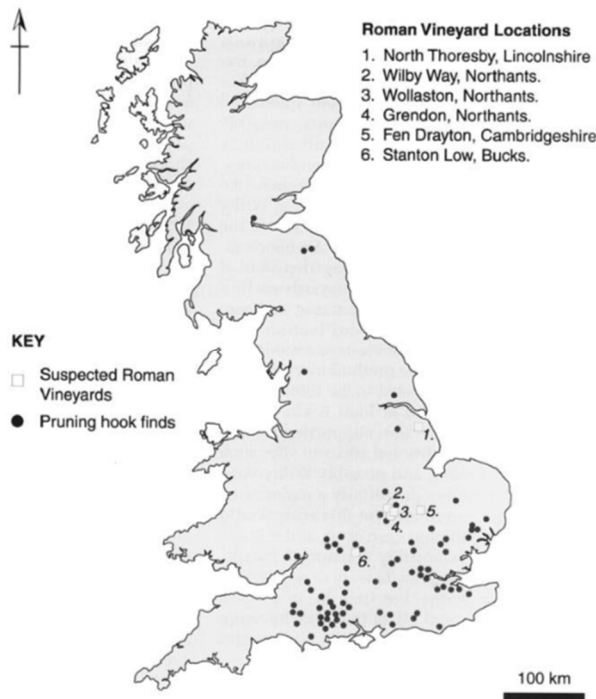 Roman Vineyard Locations
1. North Thoresby, Lincolnshire
2. Wilby Way, Northants.
3. Wollaston, Northants.
4. Grendon, Northants.
5. Fen Drayton, Cambridgeshire
6. Stanton Low, Bucks.
KEY
Suspected Roman
Vineyards
Pruning hook finds
1.
2.
3.
5.
4.
6.
100 km